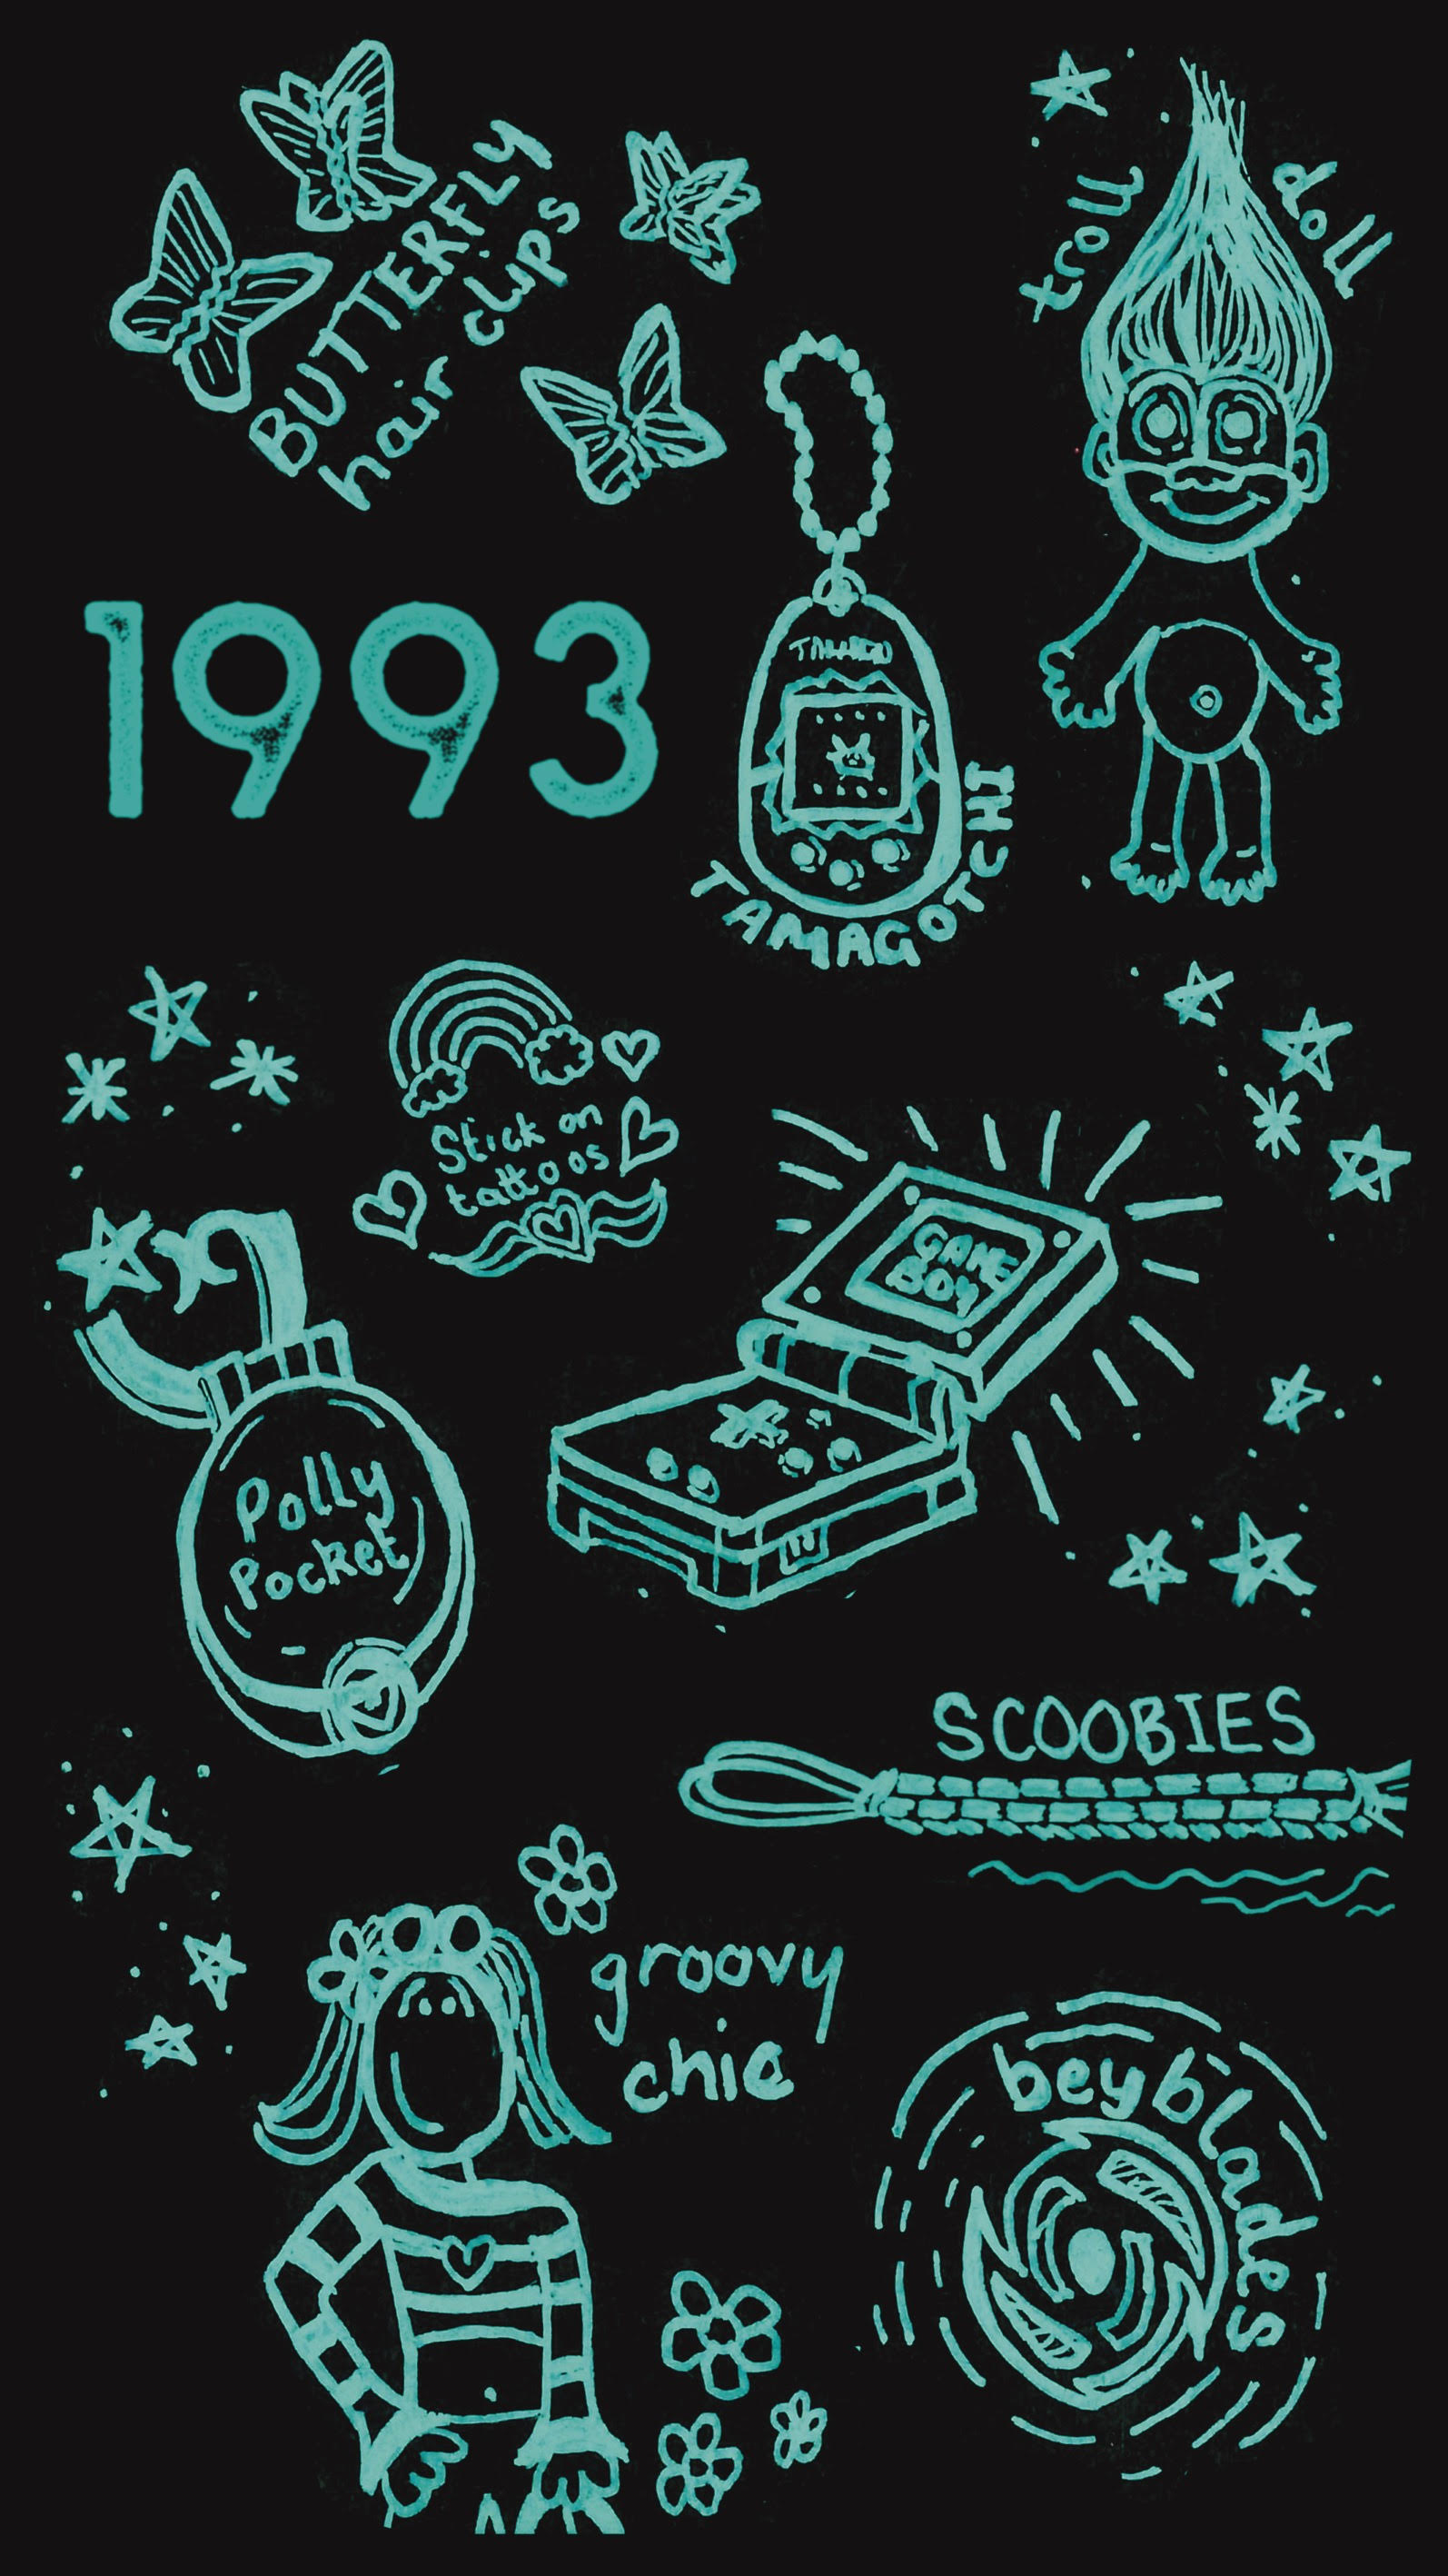 BUTTERFLY
hair clips
troll doll
1993
TAMAGOTCHI
Stick on
tattoos
GAME
BOY
Polly
Pocket
SCOOBIES
groovy
chic
beyblades